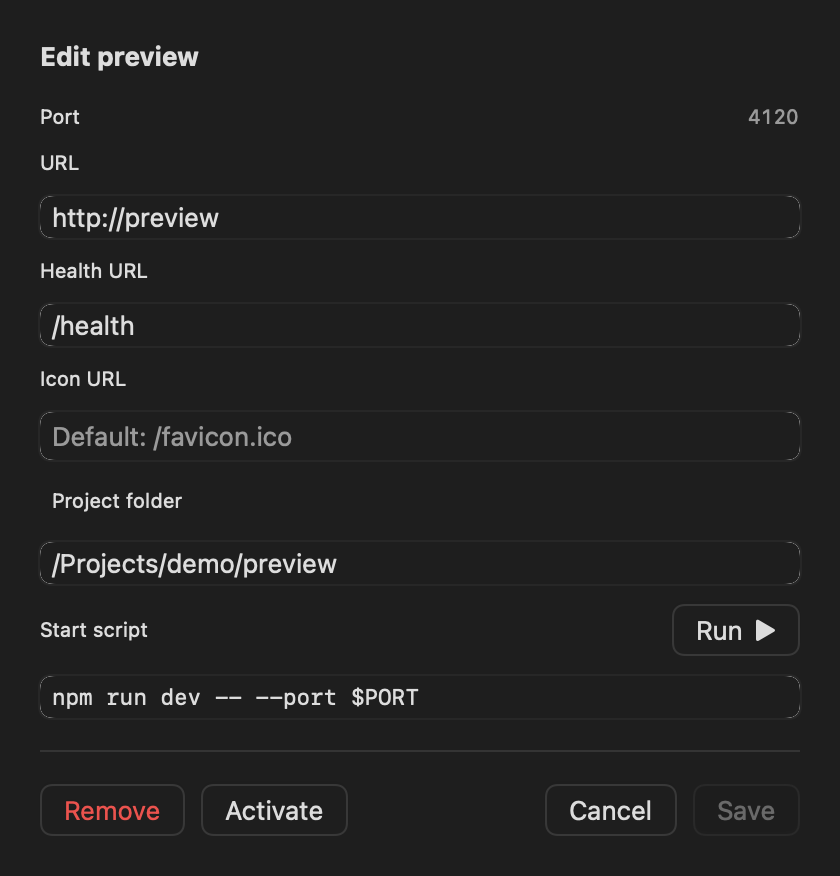 Edit preview
Port 4120
URL
http://preview
Health URL
/health
Icon URL
Default: /favicon.ico
Project folder
/Projects/demo/preview
Start script Run
npm run dev -- --port $PORT
Remove Activate Cancel Save